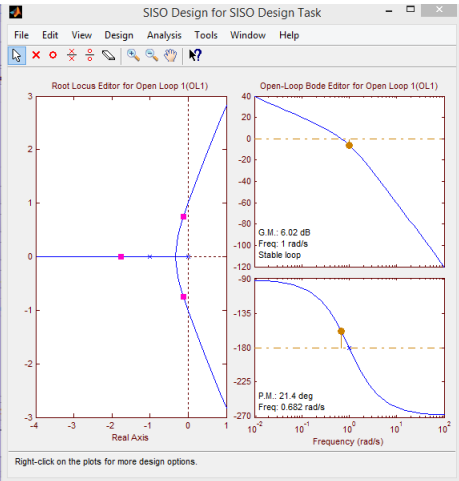 SISO Design for SISO Design Task
File Edit View Design Analysis Tools Window Help
Root Locus Editor for Open Loop 1(OL1)
3
2
1
0
-1
-2
-3
-4 -3 -2 -1 0 1
Real Axis
Open-Loop Bode Editor for Open Loop 1(OL1)
40
20
0
-20
-40
-60
-80
-100
-120
G.M.: 6.02 dB
Freq: 1 rad/s
Stable loop
-90
-135
-180
-225
-270
P.M.: 21.4 deg
Freq: 0.682 rad/s
10^-2 10^-1 10^0 10^1 10^2
Frequency (rad/s)
Right-click on the plots for more design options.